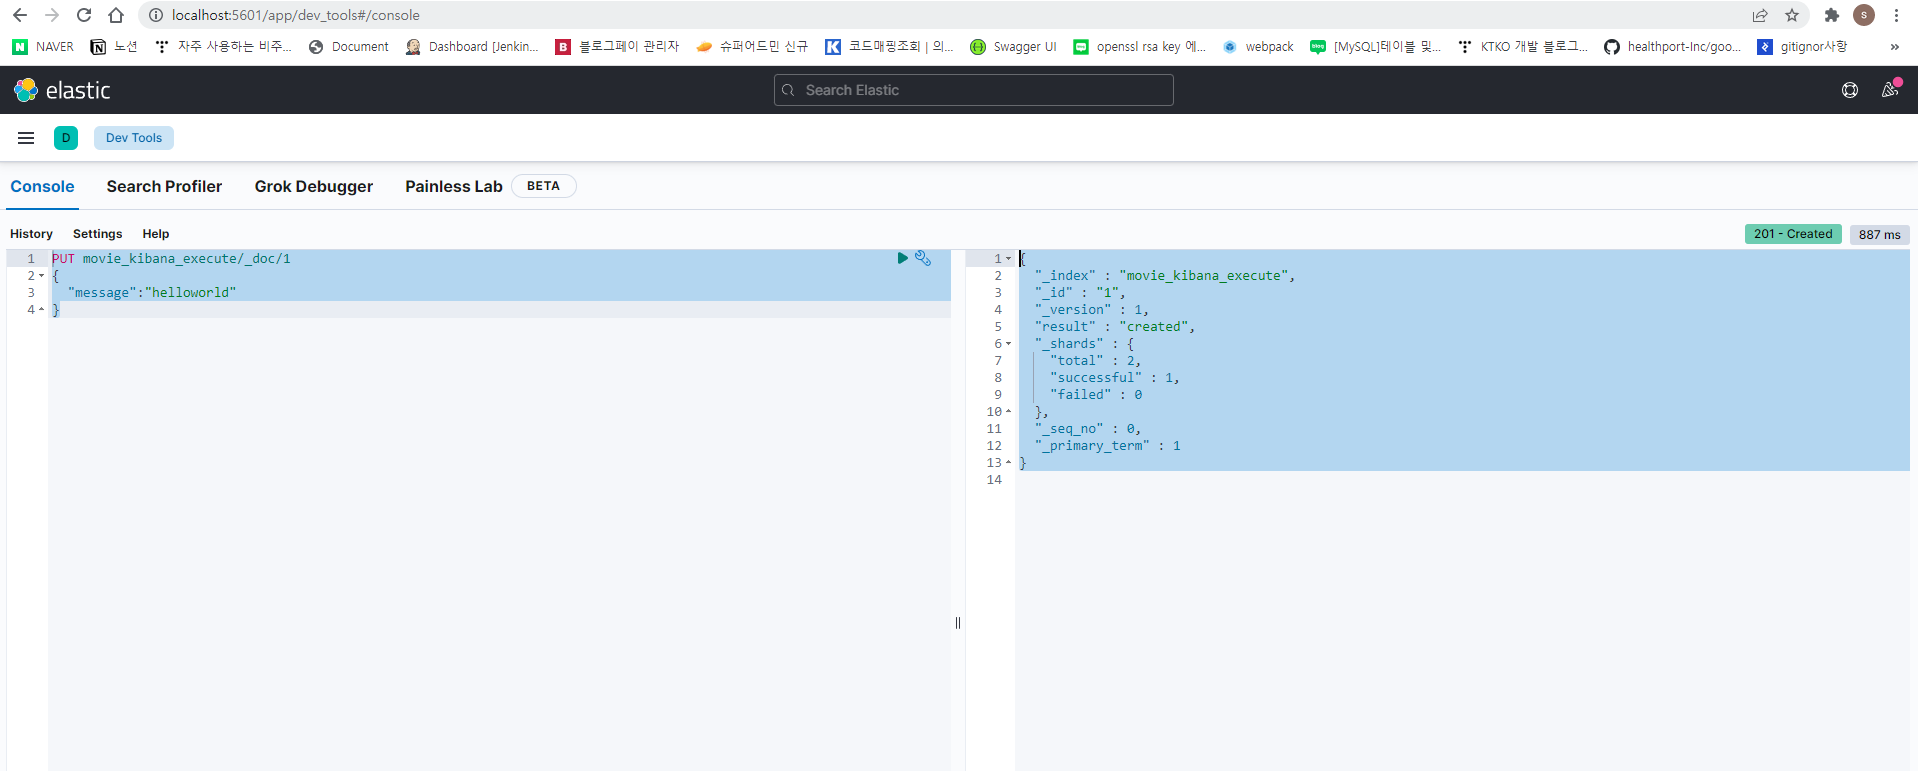 localhost:5601/app/dev_tools#/console
S
NAVER 노션 자주 사용하는 비주... Document Dashboard [Jenkin... 블로그페이 관리자 슈퍼어드민 신규 코드매핑조회 | 의... Swagger UI openssl rsa key 에... webpack [MySQL]테이블 및... KTKO 개발 블로그... healthport-Inc/goo... gitignor사항 »
elastic Search Elastic
D Dev Tools
Console Search Profiler Grok Debugger Painless Lab BETA
History Settings Help 201 - Created 887 ms
1 PUT movie_kibana_execute/_doc/1
2 {
3 "message":"helloworld"
4 }
1 {
2 "_index" : "movie_kibana_execute",
3 "_id" : "1",
4 "_version" : 1,
5 "result" : "created",
6 "_shards" : {
7 "total" : 2,
8 "successful" : 1,
9 "failed" : 0
10 },
11 "_seq_no" : 0,
12 "_primary_term" : 1
13 }
14